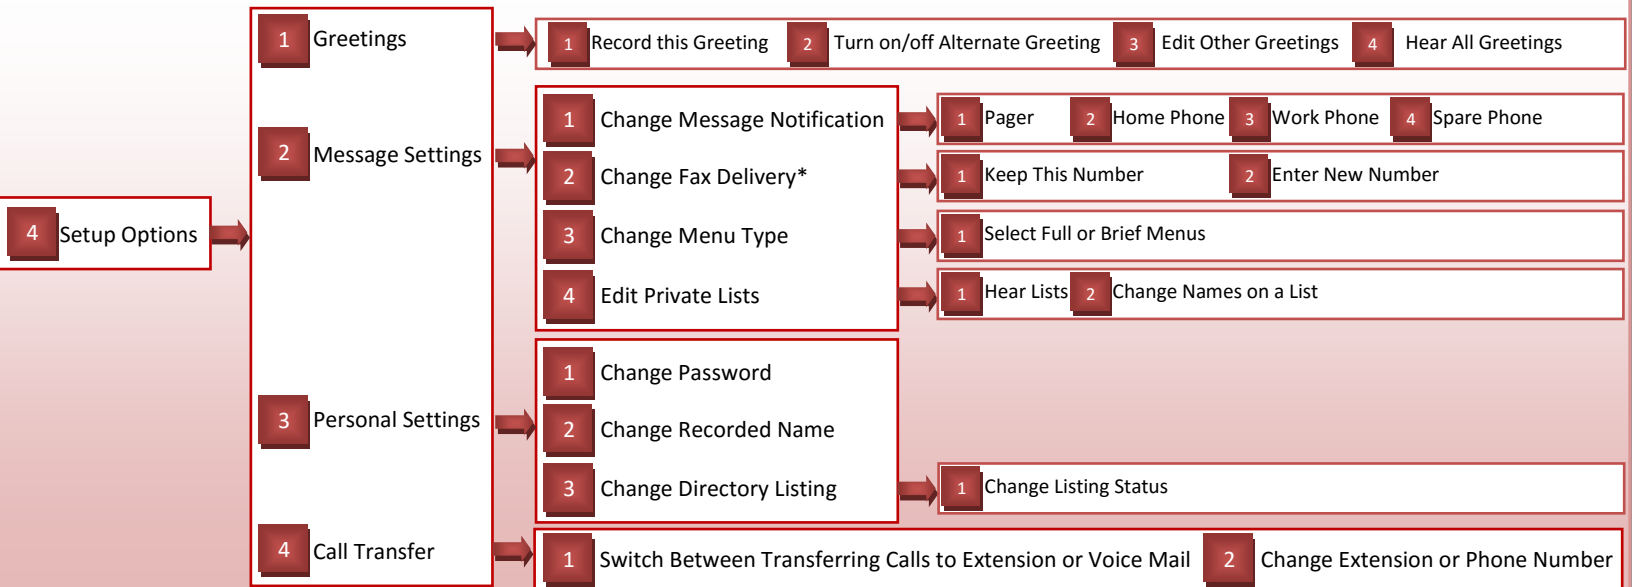 4 Setup Options
1 Greetings
1 Record this Greeting 2 Turn on/off Alternate Greeting 3 Edit Other Greetings 4 Hear All Greetings
2 Message Settings
1 Change Message Notification
1 Pager 2 Home Phone 3 Work Phone 4 Spare Phone
2 Change Fax Delivery*
1 Keep This Number 2 Enter New Number
3 Change Menu Type
1 Select Full or Brief Menus
4 Edit Private Lists
1 Hear Lists 2 Change Names on a List
3 Personal Settings
1 Change Password
2 Change Recorded Name
3 Change Directory Listing
1 Change Listing Status
4 Call Transfer
1 Switch Between Transferring Calls to Extension or Voice Mail 2 Change Extension or Phone Number